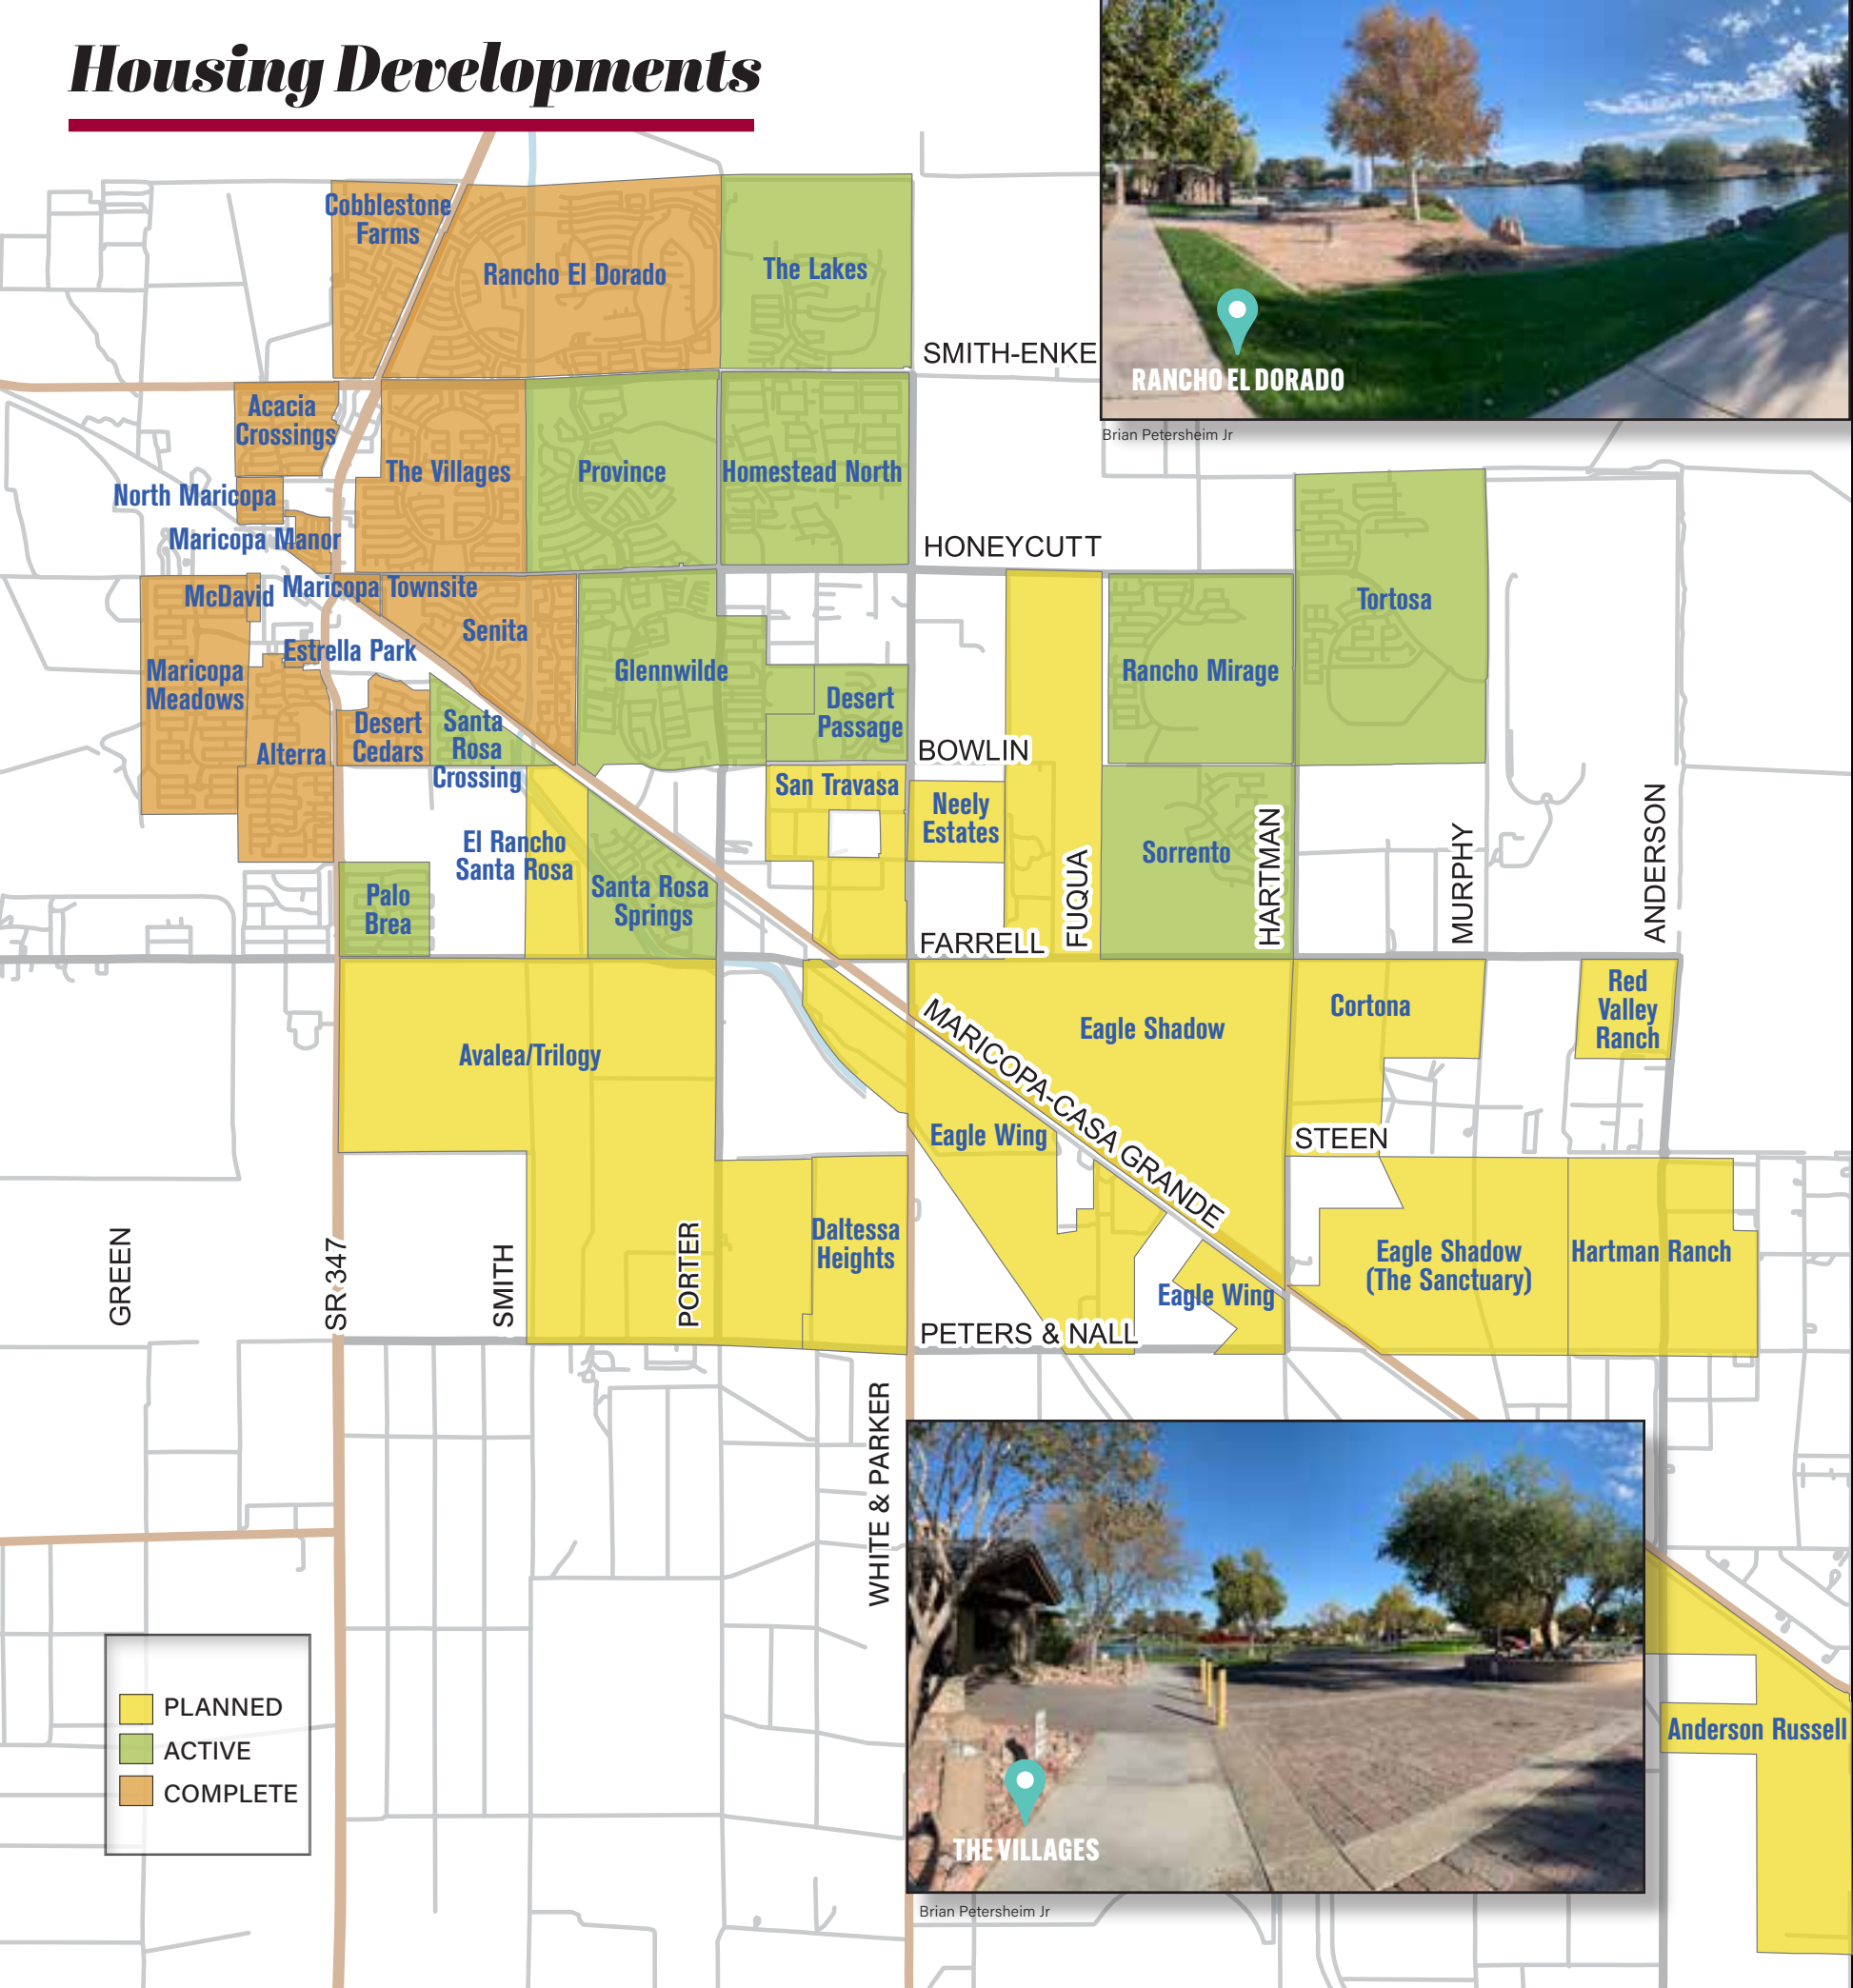 Housing Developments
Cobblestone
Farms
Rancho El Dorado
The Lakes
SMITH-ENKE
RANCHO EL DORADO
Brian Petersheim Jr
Acacia
Crossings
The Villages
Province
Homestead North
North Maricopa
Maricopa Manor
HONEYCUTT
McDavid
Maricopa Townsite
Senita
Tortosa
Estrella Park
Maricopa
Meadows
Glennwilde
Rancho Mirage
Desert
Passage
Alterra
Desert
Cedars
Santa
Rosa
Crossing
BOWLIN
San Travasa
Neely
Estates
El Rancho
Santa Rosa
Sorrento
FUQUA
HARTMAN
MURPHY
ANDERSON
Palo
Brea
Santa Rosa
Springs
FARRELL
Red
Valley
Ranch
Cortona
Eagle Shadow
Avalea/Trilogy
MARICOPA-CASA GRANDE
Eagle Wing
STEEN
Daltessa
Heights
Eagle Shadow
(The Sanctuary)
Hartman Ranch
GREEN
SR 347
SMITH
PORTER
Eagle Wing
PETERS & NALL
WHITE & PARKER
PLANNED
ACTIVE
COMPLETE
Anderson Russell
THE VILLAGES
Brian Petersheim Jr